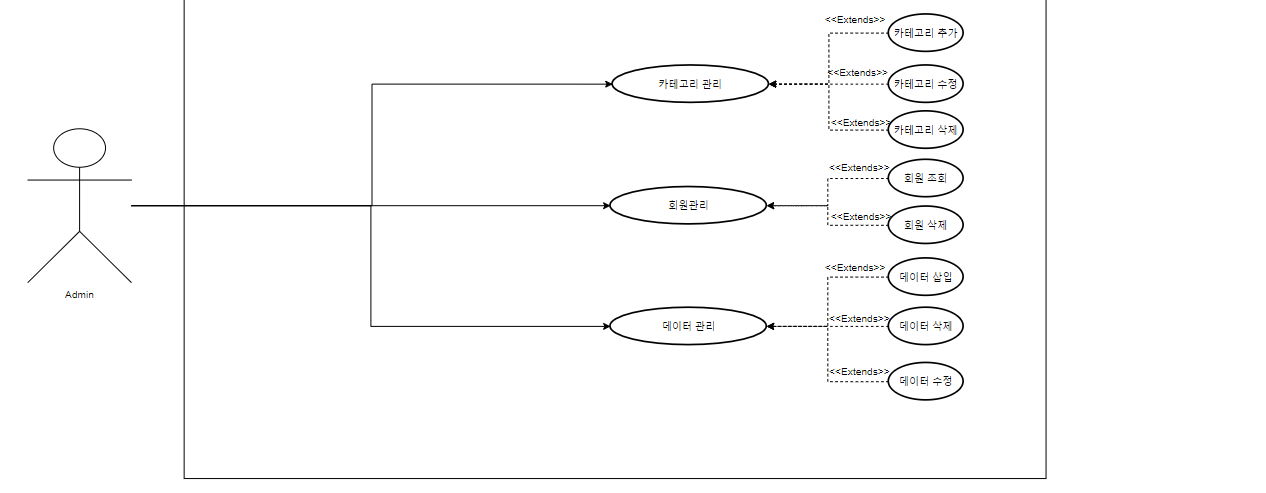 <<Extends>>
카테고리 추가
<<Extends>>
카테고리 관리
카테고리 수정
<<Extends>>
카테고리 삭제
<<Extends>>
회원 조회
회원관리
<<Extends>>
회원 삭제
Admin
<<Extends>>
데이터 삽입
<<Extends>>
데이터 관리
데이터 삭제
<<Extends>>
데이터 수정